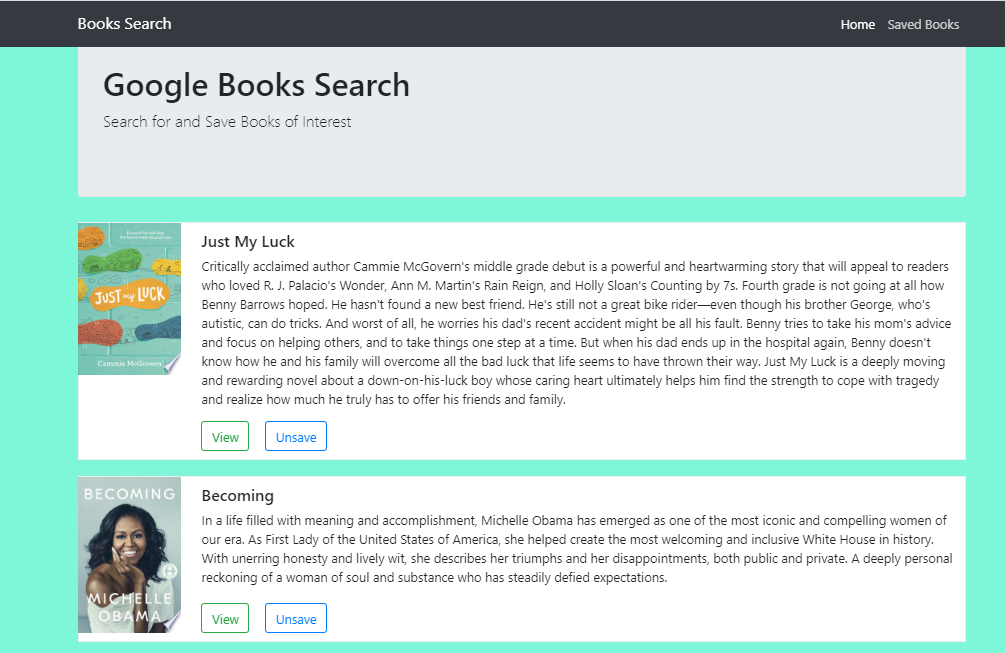 Books Search
Home Saved Books
Google Books Search
Search for and Save Books of Interest
JUST my LUCK
Cammie McGovern
Just My Luck
Critically acclaimed author Cammie McGovern's middle grade debut is a powerful and heartwarming story that will appeal to readers
who loved R. J. Palacio's Wonder, Ann M. Martin's Rain Reign, and Holly Sloan's Counting by 7s. Fourth grade is not going at all how
Benny Barrows hoped. He hasn't found a new best friend. He's still not a great bike rider—even though his brother George, who's
autistic, can do tricks. And worst of all, he worries his dad's recent accident might be all his fault. Benny tries to take his mom's advice
and focus on helping others, and to take things one step at a time. But when his dad ends up in the hospital again, Benny doesn't
know how he and his family will overcome all the bad luck that life seems to have thrown their way. Just My Luck is a deeply moving
and rewarding novel about a down-on-his-luck boy whose caring heart ultimately helps him find the strength to cope with tragedy
and realize how much he truly has to offer his friends and family.
View Unsave
BECOMING
MICHELLE
OBAMA
Becoming
In a life filled with meaning and accomplishment, Michelle Obama has emerged as one of the most iconic and compelling women of
our era. As First Lady of the United States of America, she helped create the most welcoming and inclusive White House in history.
With unerring honesty and lively wit, she describes her triumphs and her disappointments, both public and private. A deeply personal
reckoning of a woman of soul and substance who has steadily defied expectations.
View Unsave